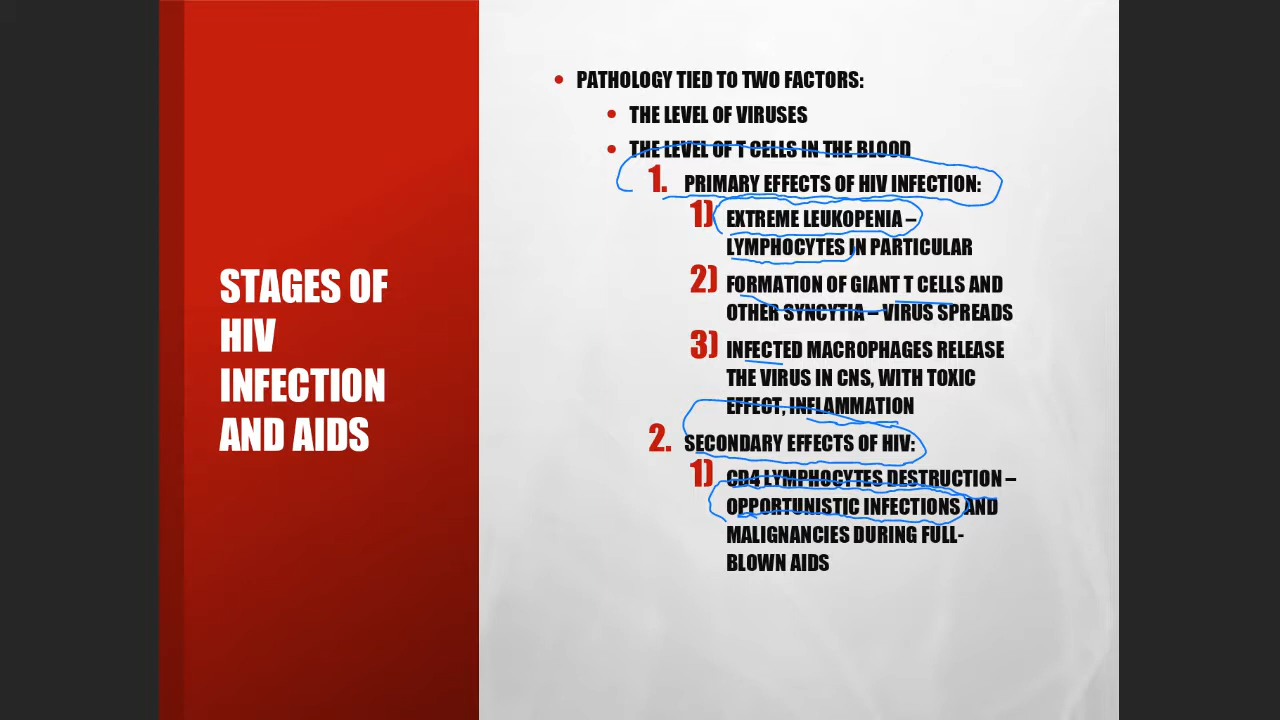 STAGES OF
HIV
INFECTION
AND AIDS
• PATHOLOGY TIED TO TWO FACTORS:
• THE LEVEL OF VIRUSES
• THE LEVEL OF T CELLS IN THE BLOOD
1. PRIMARY EFFECTS OF HIV INFECTION:
1) EXTREME LEUKOPENIA –
LYMPHOCYTES IN PARTICULAR
2) FORMATION OF GIANT T CELLS AND
OTHER SYNCYTIA – VIRUS SPREADS
3) INFECTED MACROPHAGES RELEASE
THE VIRUS IN CNS, WITH TOXIC
EFFECT, INFLAMMATION
2. SECONDARY EFFECTS OF HIV:
1) CD4 LYMPHOCYTES DESTRUCTION –
OPPORTUNISTIC INFECTIONS AND
MALIGNANCIES DURING FULL-
BLOWN AIDS